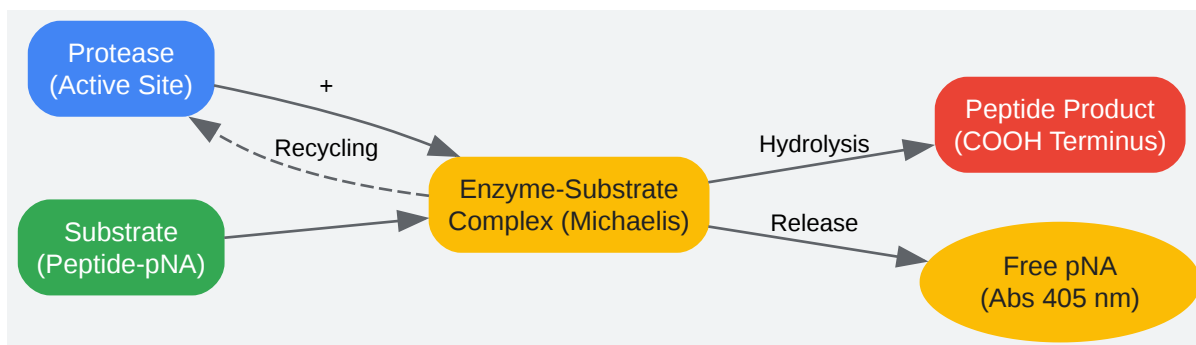 Protease
(Active Site)
+
Recycling
Substrate
(Peptide-pNA)
Enzyme-Substrate
Complex (Michaelis)
Hydrolysis
Release
Peptide Product
(COOH Terminus)
Free pNA
(Abs 405 nm)